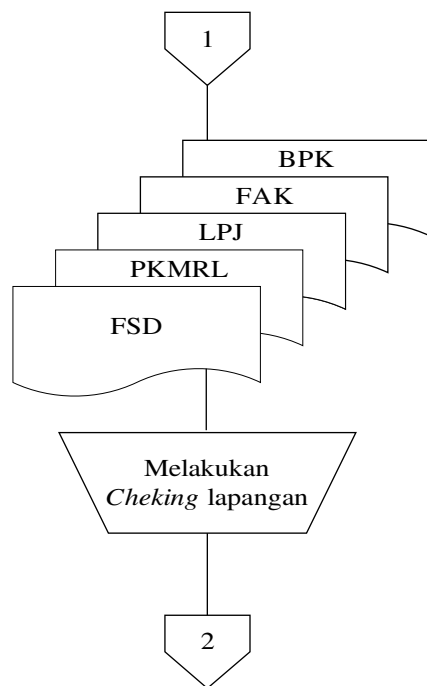 1
BPK
FAK
LPJ
PKMRL
FSD
Melakukan
Cheking lapangan
2